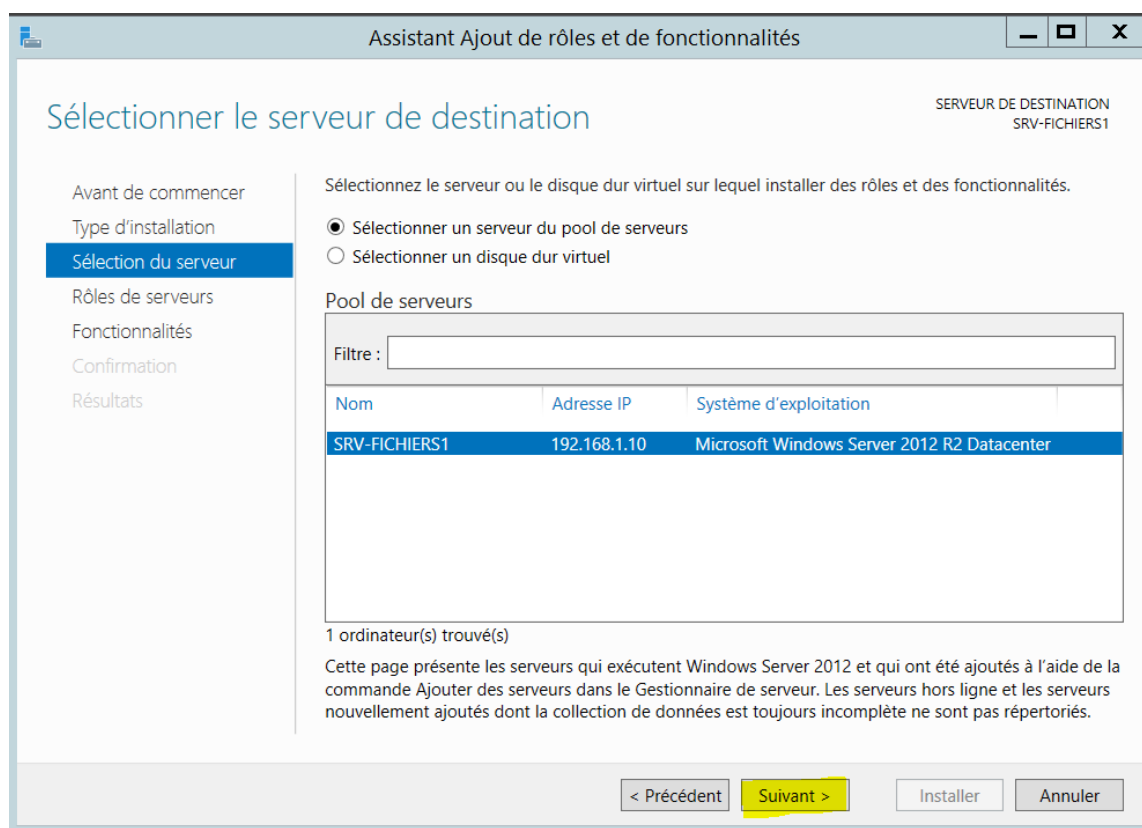 Assistant Ajout de rôles et de fonctionnalités
Sélectionner le serveur de destination
SERVEUR DE DESTINATION
SRV-FICHIERS1
Avant de commencer
Type d'installation
Sélection du serveur
Rôles de serveurs
Fonctionnalités
Confirmation
Résultats
Sélectionnez le serveur ou le disque dur virtuel sur lequel installer des rôles et des fonctionnalités.
Sélectionner un serveur du pool de serveurs
Sélectionner un disque dur virtuel
Pool de serveurs
Filtre :
Nom Adresse IP Système d'exploitation
SRV-FICHIERS1 192.168.1.10 Microsoft Windows Server 2012 R2 Datacenter
1 ordinateur(s) trouvé(s)
Cette page présente les serveurs qui exécutent Windows Server 2012 et qui ont été ajoutés à l'aide de la
commande Ajouter des serveurs dans le Gestionnaire de serveur. Les serveurs hors ligne et les serveurs
nouvellement ajoutés dont la collection de données est toujours incomplète ne sont pas répertoriés.
< Précédent Suivant > Installer Annuler